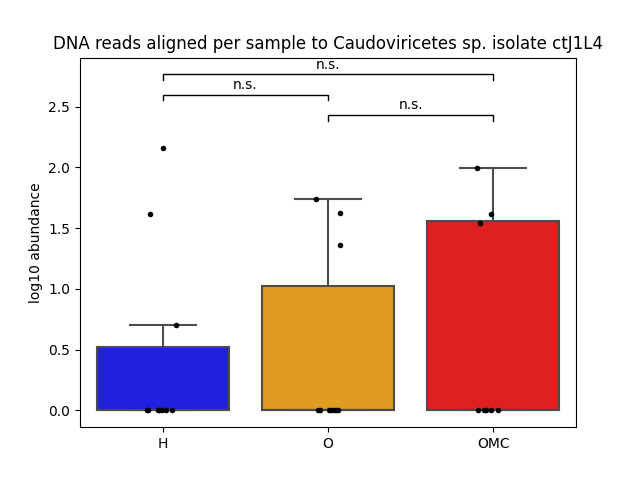 DNA reads aligned per sample to Caudoviricetes sp. isolate ctJ1L4
n.s.
n.s.
n.s.
2.5
2.0
1.5
1.0
0.5
0.0
log10 abundance
H O OMC